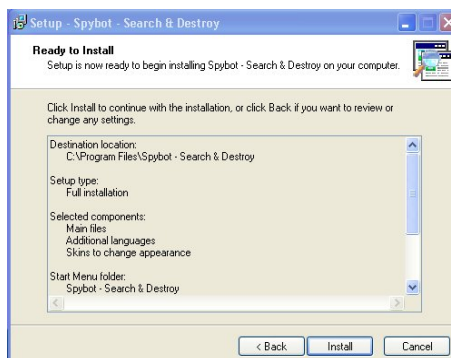 Setup - Spybot - Search & Destroy
Ready to Install
Setup is now ready to begin installing Spybot - Search & Destroy on your computer.
Click Install to continue with the installation, or click Back if you want to review or
change any settings.
Destination location:
C:\Program Files\Spybot - Search & Destroy
Setup type:
Full installation
Selected components:
Main files
Additional languages
Skins to change appearance
Start Menu folder:
Spybot - Search & Destroy
< Back Install Cancel